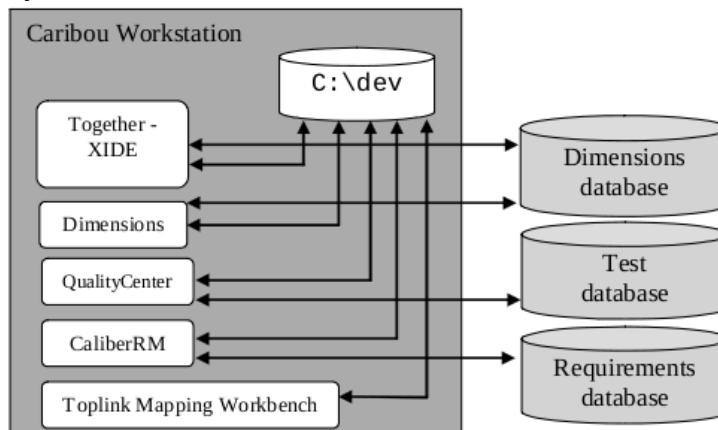 Caribou Workstation
C:\dev
Together -
XIDE
Dimensions
database
Dimensions
Test
database
QualityCenter
CaliberRM
Requirements
database
Toplink Mapping Workbench